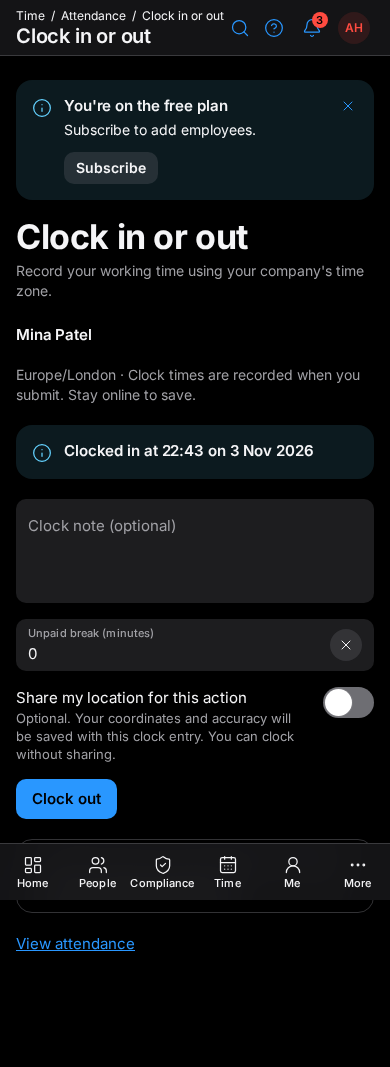 Time / Attendance / Clock in or out
Clock in or out
3
AH
You're on the free plan
Subscribe to add employees.
Subscribe
Clock in or out
Record your working time using your company's time
zone.
Mina Patel
Europe/London · Clock times are recorded when you
submit. Stay online to save.
Clocked in at 22:43 on 3 Nov 2026
Clock note (optional)
Unpaid break (minutes)
0
Share my location for this action
Optional. Your coordinates and accuracy will
be saved with this clock entry. You can clock
without sharing.
Clock out
Home
People
Compliance
Time
Me
More
View attendance